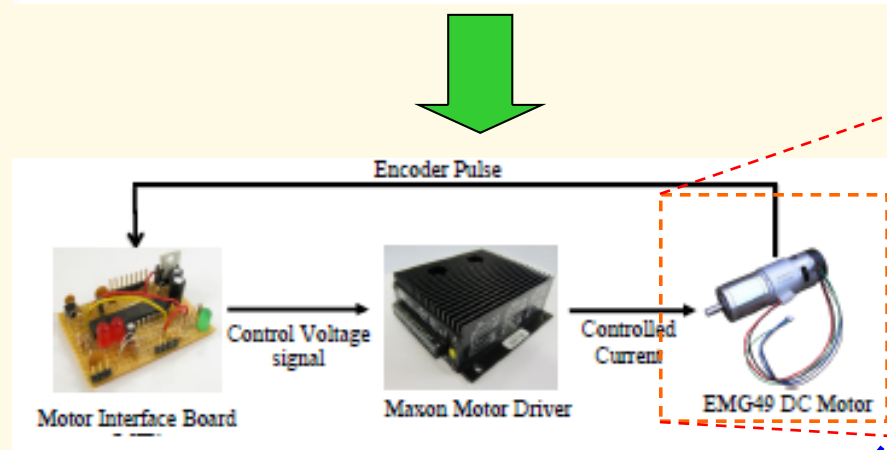 Encoder Pulse
Control Voltage
signal
Controlled
Current
Motor Interface Board
Maxon Motor Driver
EMG49 DC Motor